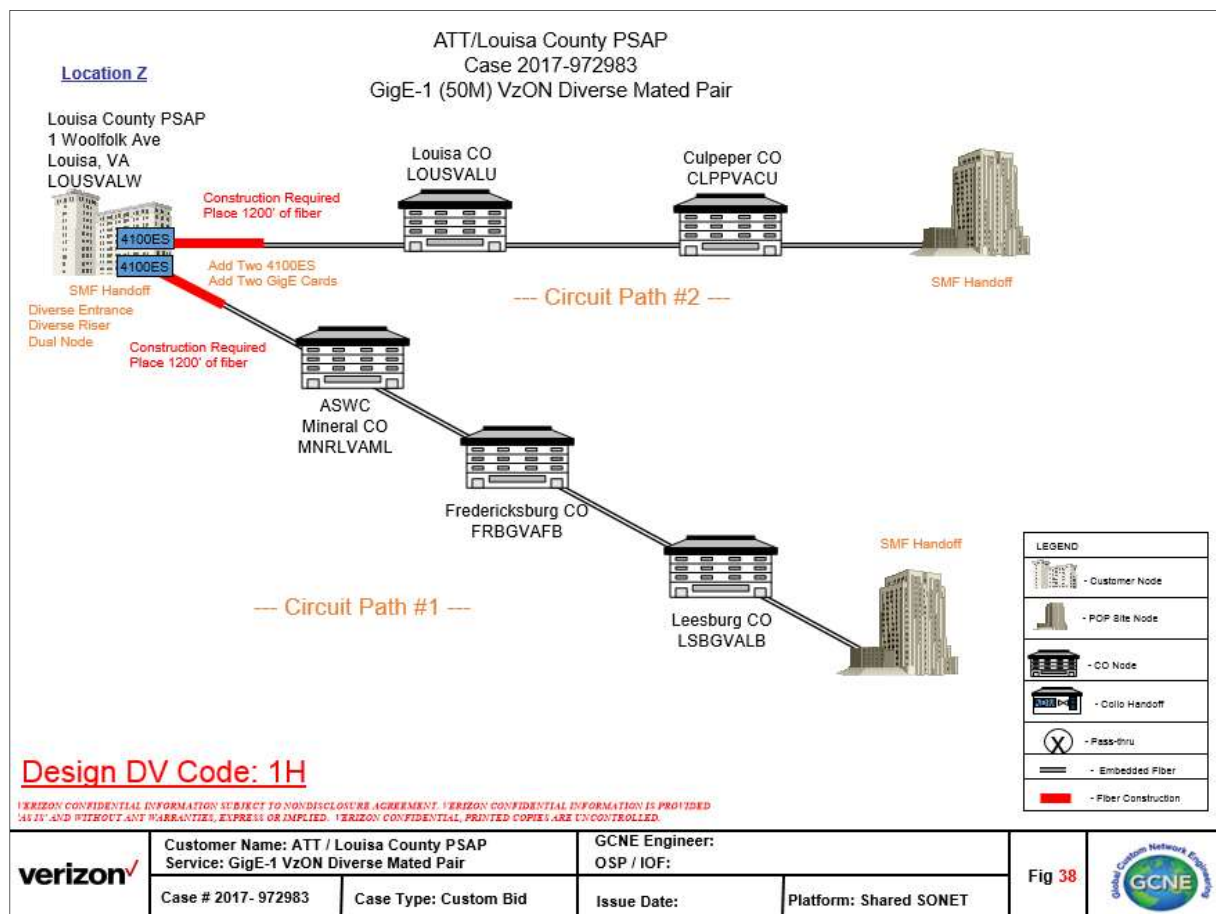 ATT/Louisa County PSAP
Case 2017-972983
GigE-1 (50M) VzON Diverse Mated Pair
Location Z
Louisa County PSAP
1 Woolfolk Ave
Louisa, VA
LOUSVALW
4100ES
4100ES
Construction Required
Place 1200' of fiber
Louisa CO
LOUSVALU
Culpeper CO
CLPPVACU
SMF Handoff
Add Two 4100ES
Add Two GigE Cards
--- Circuit Path #2 ---
SMF Handoff
Diverse Entrance
Diverse Riser
Dual Node
Construction Required
Place 1200' of fiber
ASWC
Mineral CO
MNRLVAML
Fredericksburg CO
FRBGVAFB
Leesburg CO
LSBGVALB
SMF Handoff
--- Circuit Path #1 ---
LEGEND
- Customer Node
- POP Site Node
- CO Node
- Collo Handoff
X
- Pass-thru
- Embedded Fiber
- Fiber Construction
Design DV Code: 1H
VERIZON CONFIDENTIAL INFORMATION SUBJECT TO NONDISCLOSURE AGREEMENT. VERIZON CONFIDENTIAL INFORMATION IS PROVIDED
'AS IS' AND WITHOUT ANY WARRANTIES, EXPRESS OR IMPLIED. VERIZON CONFIDENTIAL, PRINTED COPIES ARE UNCONTROLLED.
verizon
Customer Name: ATT / Louisa County PSAP
Service: GigE-1 VzON Diverse Mated Pair
GCNE Engineer:
OSP / IOF:
Case # 2017- 972983
Case Type: Custom Bid
Issue Date:
Platform: Shared SONET
Fig 38
Global Custom Network Engineering
GCNE